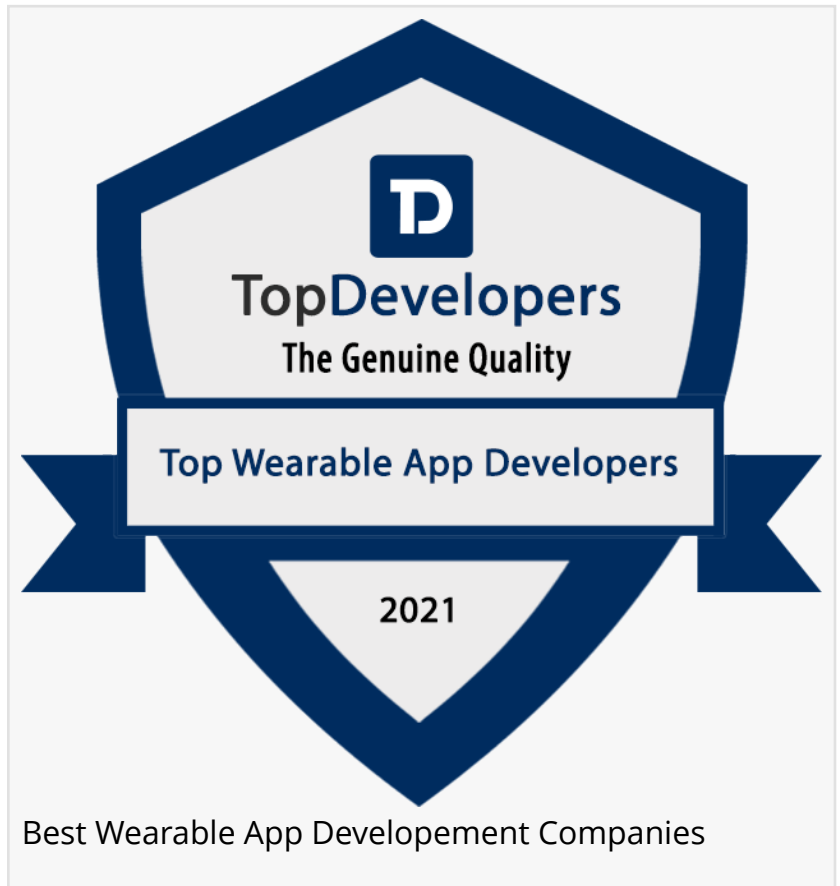 TD
TopDevelopers
The Genuine Quality
Top Wearable App Developers
2021
Best Wearable App Developement Companies